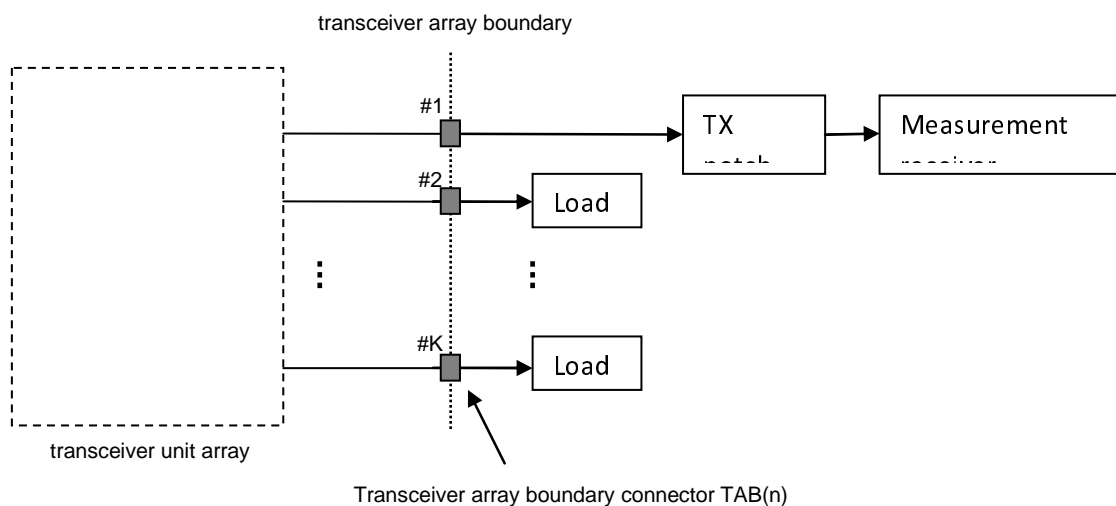 transceiver array boundary
#1
TX
Measurement
#2
Load
#K
Load
transceiver unit array
Transceiver array boundary connector TAB(n)